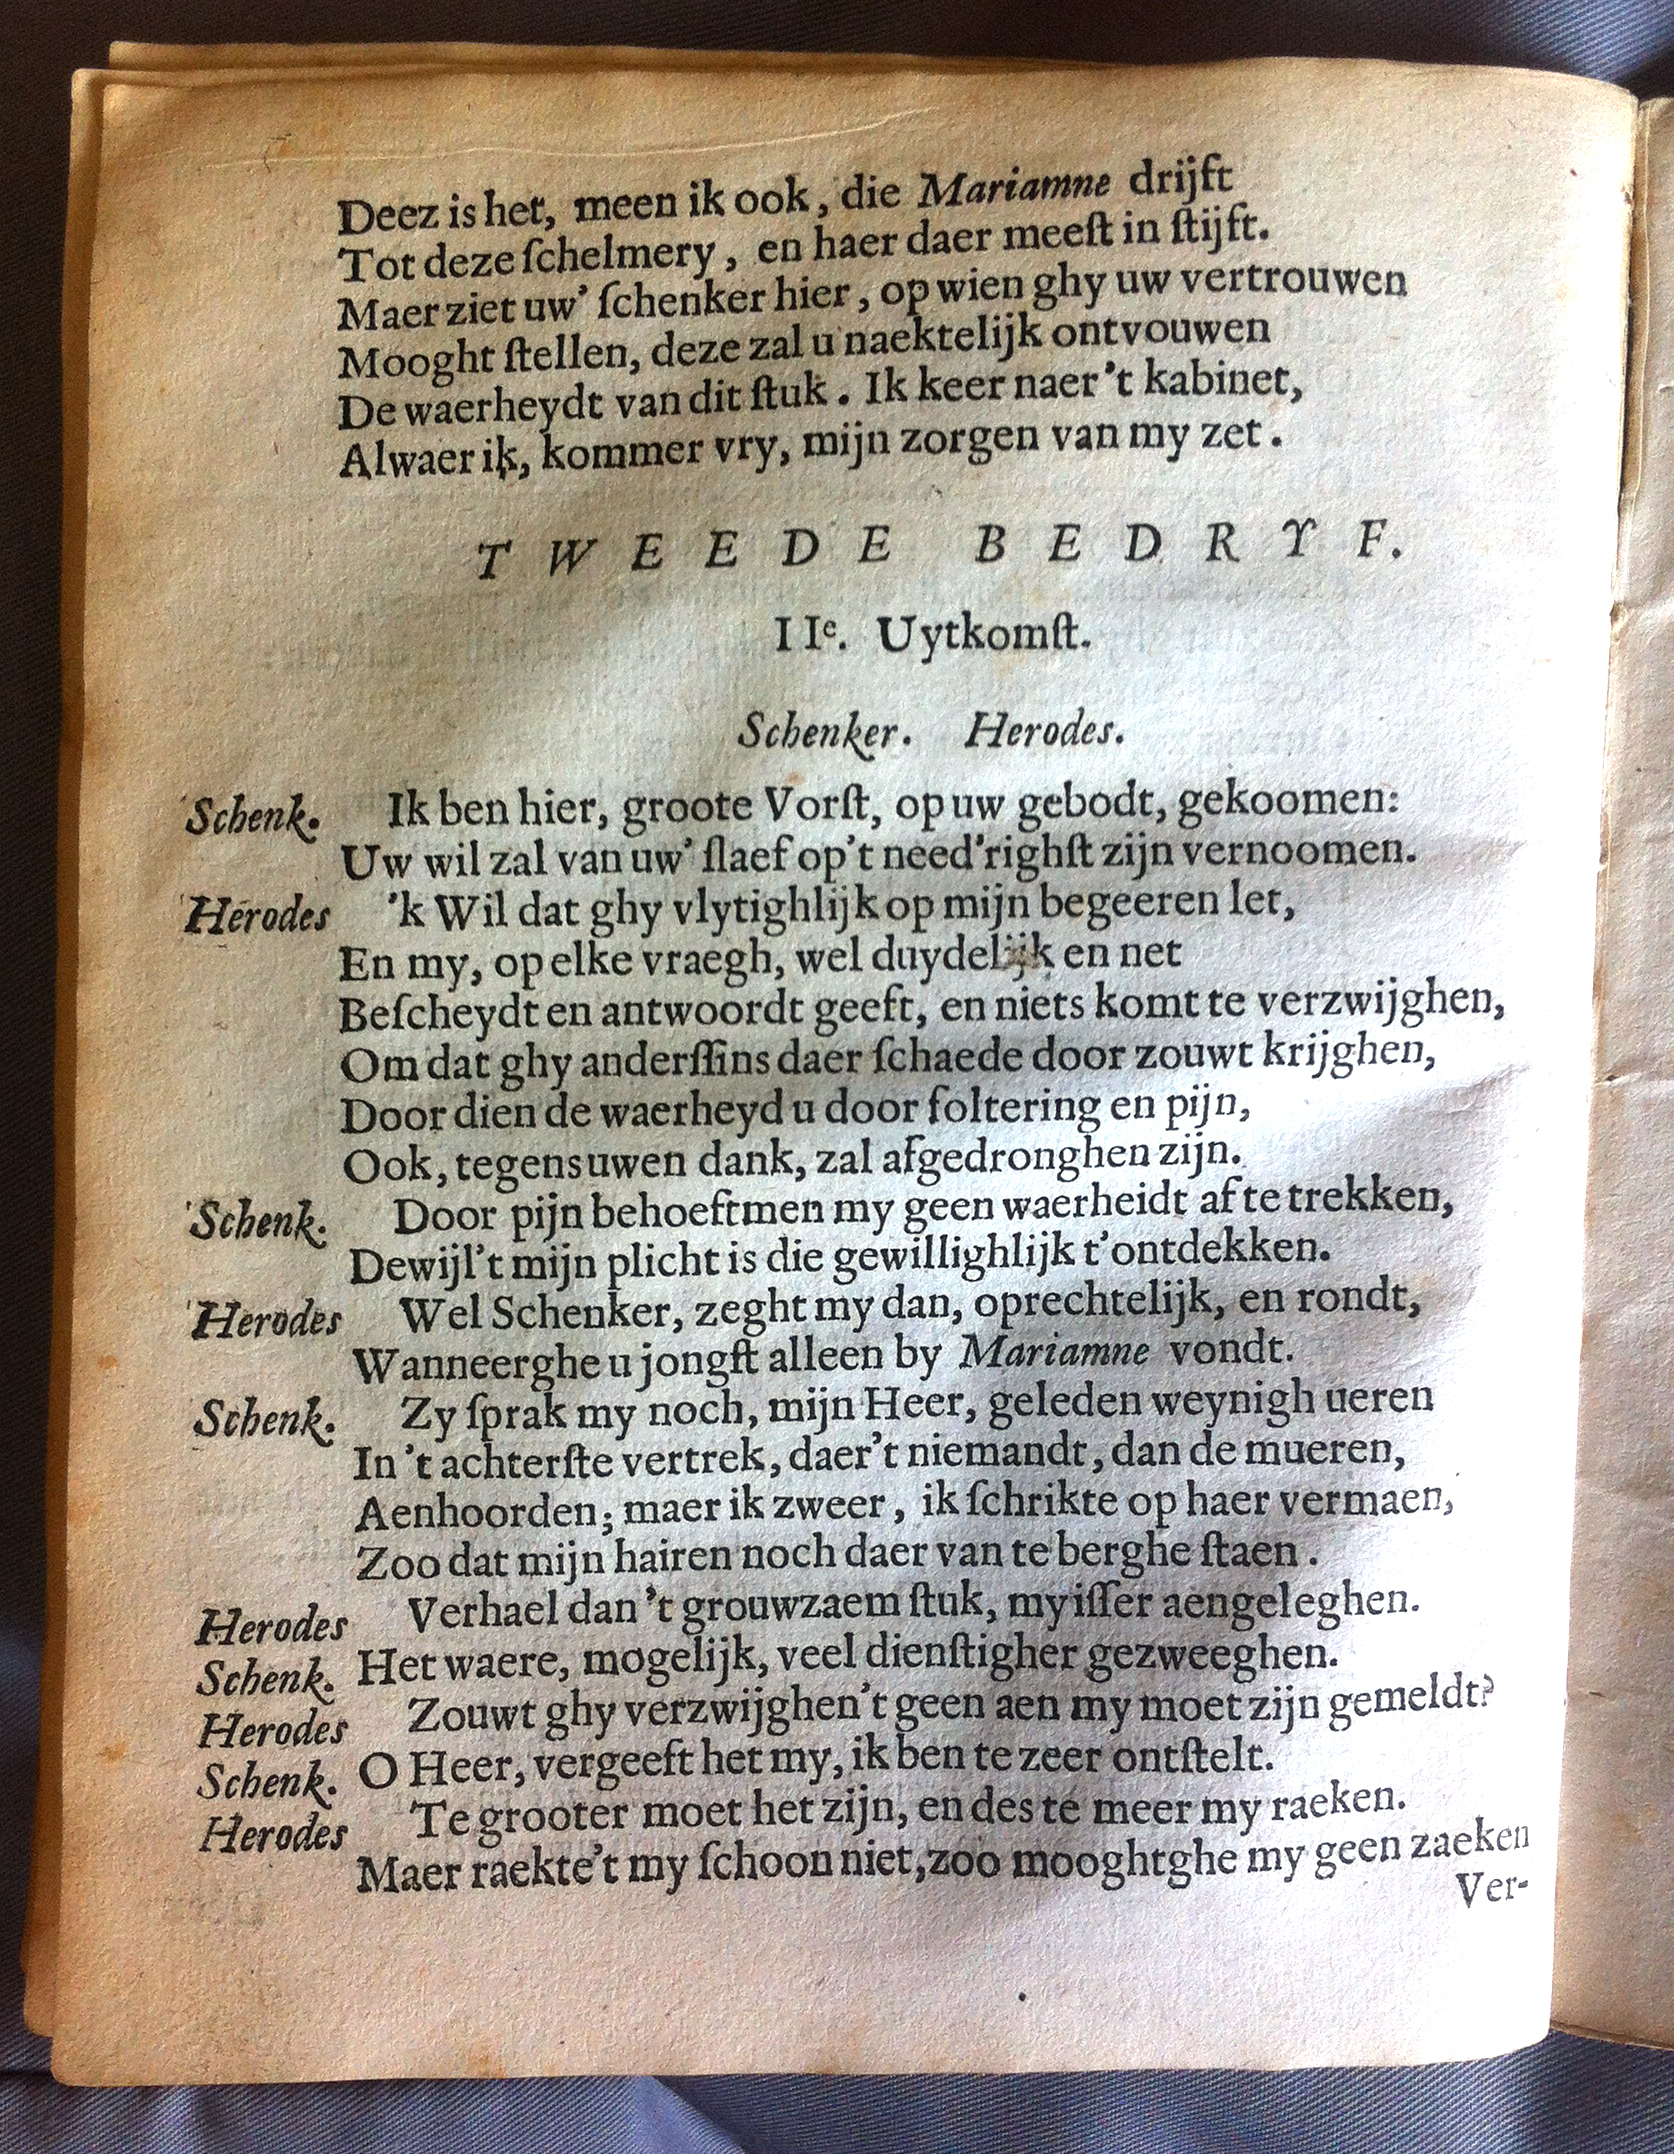 Deez is het, meen ik ook, die Mariamne drijft
Tot deze ſchelmery, en haer daer meeſt in ſtijft.
Maer ziet uw' ſchenker hier, op wien ghy uw vertrouwen
Mooght ſtellen, deze zal u naektelijk ontvouwen
De waerheydt van dit ſtuk. Ik keer naer 't kabinet,
Alwaer ik, kommer vry, mijn zorgen van my zet.
TWEEDE BEDRYF.
IIe. Uytkomſt.
Schenker. Herodes.
Schenk. Ik ben hier, groote Vorſt, op uw gebodt, gekoomen:
Uw wil zal van uw' ſlaef op 't need'righſt zijn vernoomen.
Herodes 'k Wil dat ghy vlytighlijk op mijn begeeren let,
En my, op elke vraegh, wel duydelijk en net
Beſcheydt en antwoordt geeft, en niets komt te verzwijghen,
Om dat ghy anderſſins daer ſchaede door zouwt krijghen,
Door dien de waerheyd u door foltering en pijn,
Ook, tegens uwen dank, zal afgedronghen zijn.
Schenk. Door pijn behoeftmen my geen waerheidt af te trekken,
Dewijl't mijn plicht is die gewillighlijk t'ontdekken.
Herodes Wel Schenker, zeght my dan, oprechtelijk, en rondt,
Wanneerghe u jongſt alleen by Mariamne vondt.
Schenk. Zy ſprak my noch, mijn Heer, geleden weynigh ueren
In 't achterſte vertrek, daer't niemandt, dan de mueren,
Aenhoorden; maer ik zweer, ik ſchrikte op haer vermaen,
Zoo dat mijn hairen noch daer van te berghe ſtaen.
Herodes Verhael dan 't grouwzaem ſtuk, my iſſer aengeleghen.
Schenk. Het waere, mogelijk, veel dienſtigher gezweeghen.
Herodes Zouwt ghy verzwijghen 't geen aen my moet zijn gemeldt?
Schenk. O Heer, vergeeft het my, ik ben te zeer ontſtelt.
Herodes Te grooter moet het zijn, en des te meer my raeken.
Maer raekte't my ſchoon niet, zoo mooghtghe my geen zaeken
Ver-